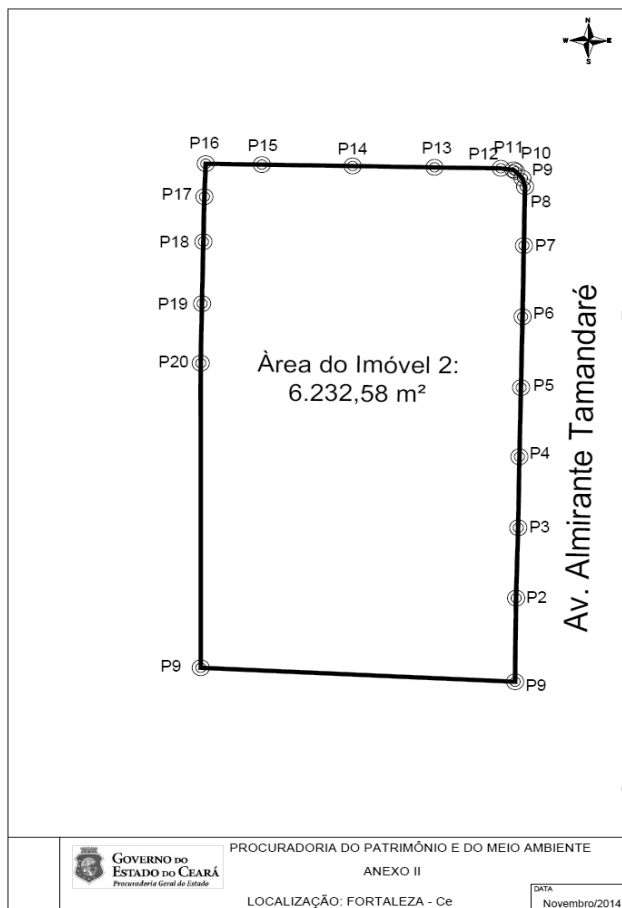 N
W E
S
P16
P15
P14
P13
P12
P11
P10
P9
P8
P17
P18
P7
P19
P6
P20
Àrea do Imóvel 2:
6.232,58 m²
P5
Av. Almirante Tamandaré
P4
P3
P2
P9
P9
GOVERNO DO
ESTADO DO CEARÁ
Procuradoria Geral do Estado
PROCURADORIA DO PATRIMÔNIO E DO MEIO AMBIENTE
ANEXO II
LOCALIZAÇÃO: FORTALEZA - Ce
DATA
Novembro/2014